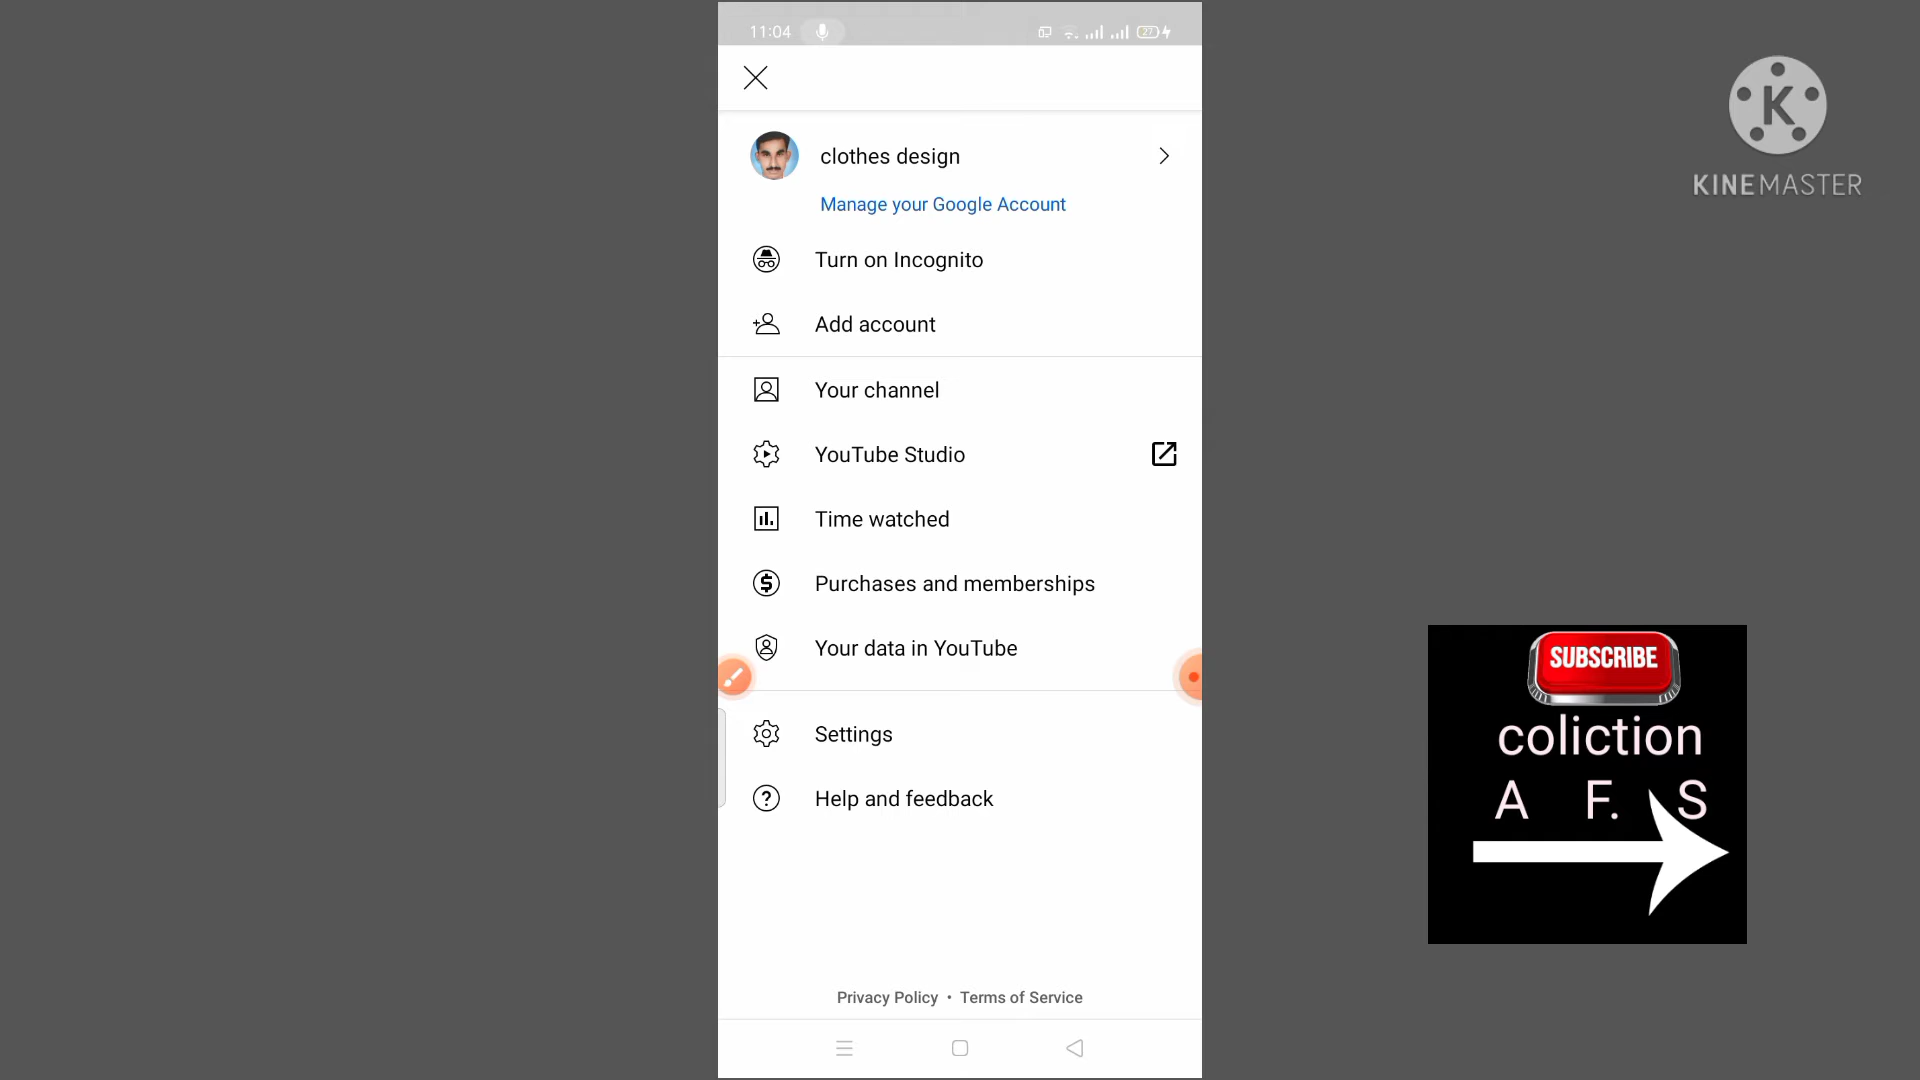 11:04
27
clothes design
Manage your Google Account
Turn on Incognito
Add account
Your channel
YouTube Studio
Time watched
Purchases and memberships
Your data in YouTube
Settings
Help and feedback
Privacy Policy • Terms of Service
K
KINEMASTER
SUBSCRIBE
coliction
A F. S